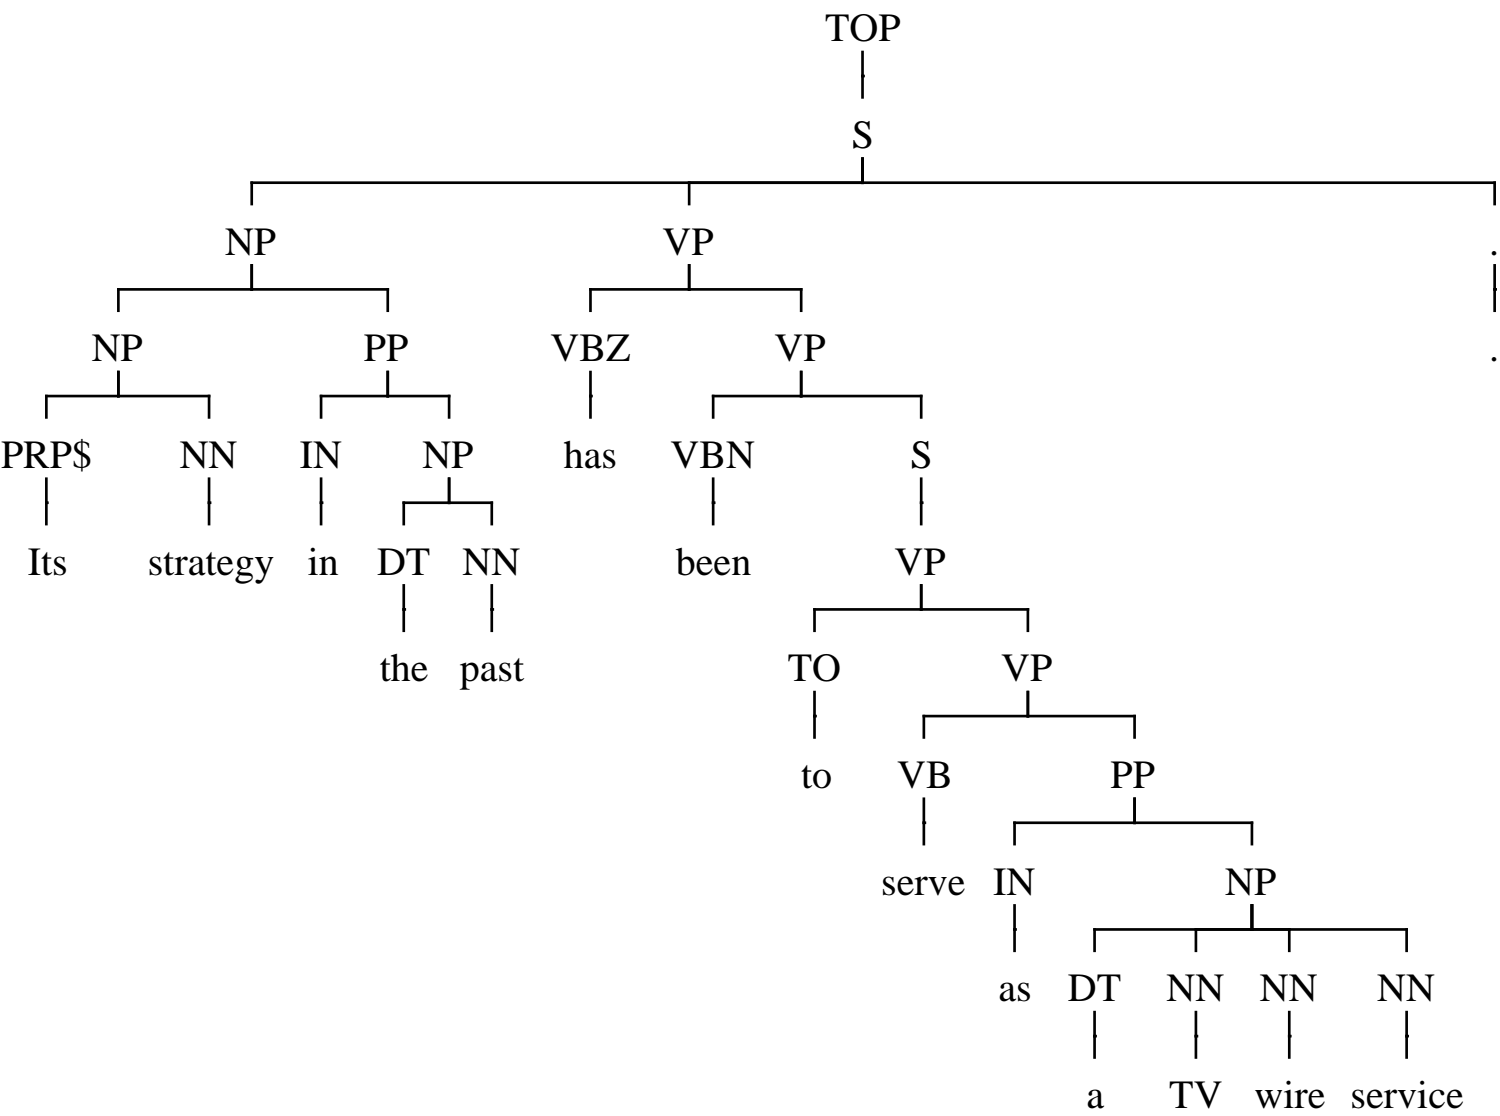 TOP
S
NP VP .
NP PP VBZ VP .
PRP$ NN IN NP has VBN S
Its strategy in DT NN been VP
the past TO VP
to VB PP
serve IN NP
as DT NN NN NN
a TV wire service